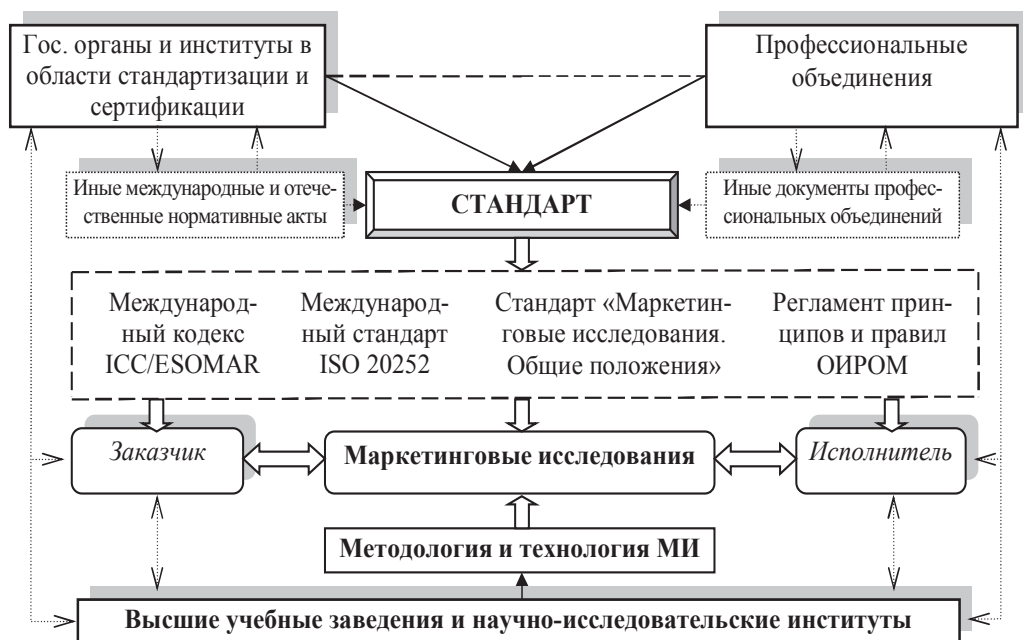 Гос. органы и институты в
области стандартизации и
сертификации
Профессиональные
объединения
Иные международные и отече-
ственные нормативные акты
СТАНДАРТ
Иные документы профес-
сиональных объединений
Международ-
ный кодекс
ICC/ESOMAR
Международ-
ный стандарт
ISO 20252
Стандарт «Маркетин-
говые исследования.
Общие положения»
Регламент прин-
ципов и правил
ОИРОМ
Заказчик
Маркетинговые исследования
Исполнитель
Методология и технология МИ
Высшие учебные заведения и научно-исследовательские институты